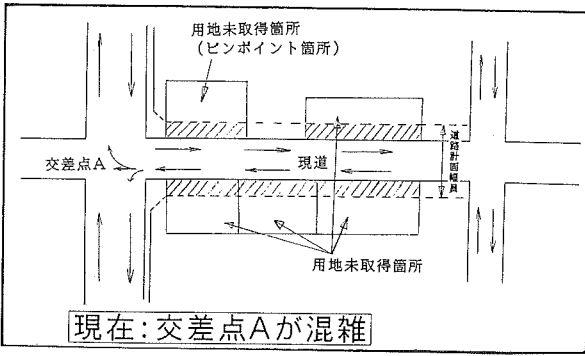 用地未取得箇所
(ピンポイント箇所)
交差点A
現道
道路計画幅員
用地未取得箇所
現在:交差点Aが混雑